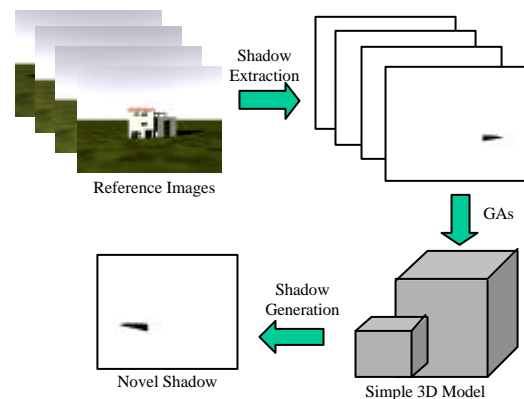 Shadow
Extraction
Reference Images
GAs
Shadow
Generation
Novel Shadow
Simple 3D Model